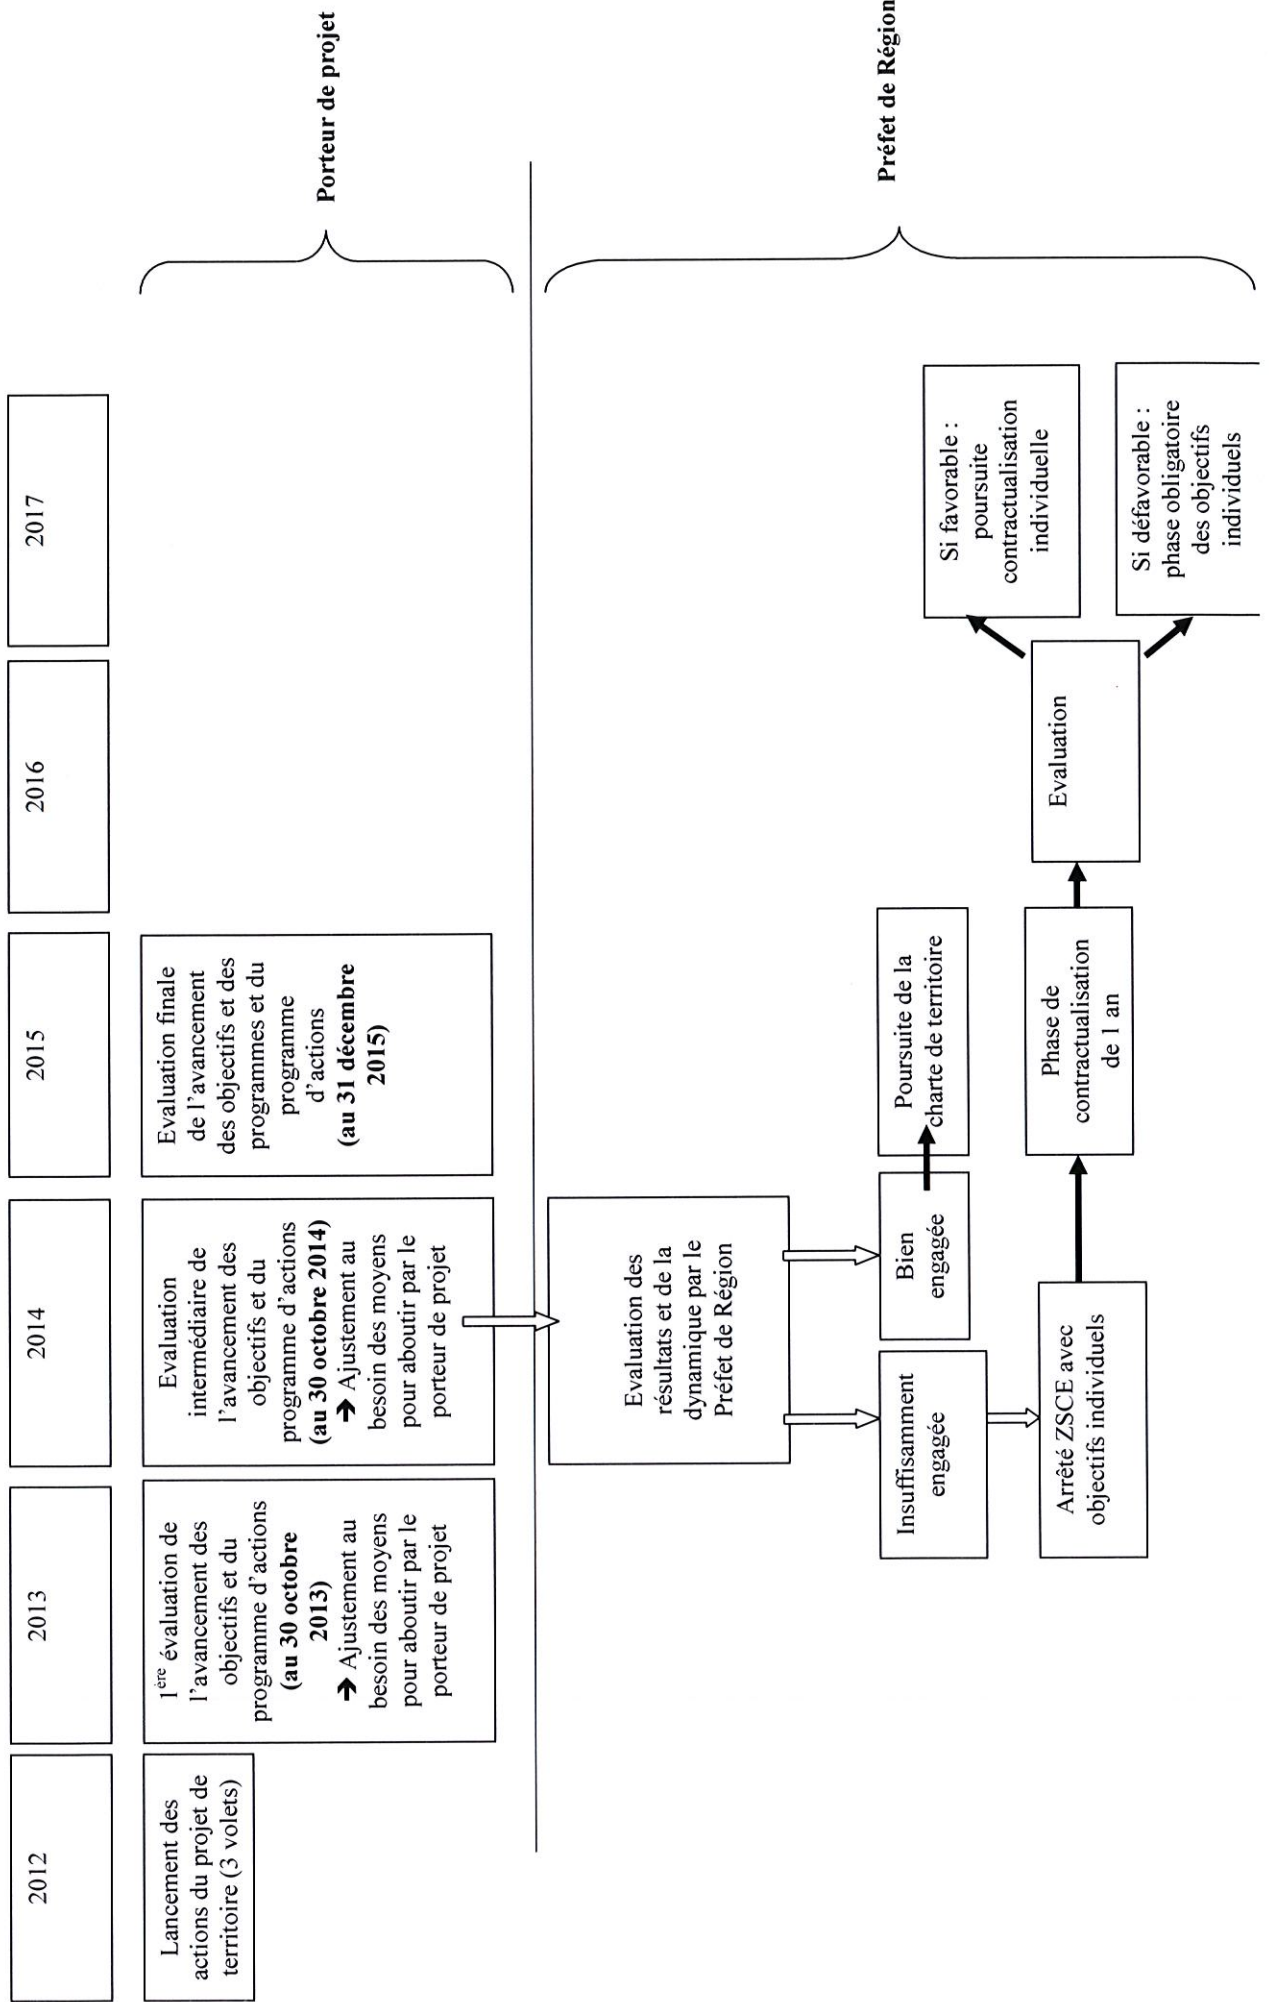 2012
2013
2014
2015
2016
2017
Lancement des
actions du projet de
territoire (3 volets)
1ère évaluation de
l'avancement des
objectifs et du
programme d'actions
(au 30 octobre
2013)
➔ Ajustement au
besoin des moyens
pour aboutir par le
porteur de projet
Evaluation
intermédiaire de
l'avancement des
objectifs et du
programme d'actions
(au 30 octobre 2014)
➔ Ajustement au
besoin des moyens
pour aboutir par le
porteur de projet
Evaluation finale
de l'avancement
des objectifs et des
programmes et du
programme
d'actions
(au 31 décembre
2015)
Porteur de projet
Evaluation des
résultats et de la
dynamique par le
Préfet de Région
Insuffisamment
engagée
Bien
engagée
Poursuite de la
charte de territoire
Arrêté ZSCE avec
objectifs individuels
Phase de
contractualisation
de 1 an
Evaluation
Si favorable :
poursuite
contractualisation
individuelle
Si défavorable :
phase obligatoire
des objectifs
individuels
Préfet de Région